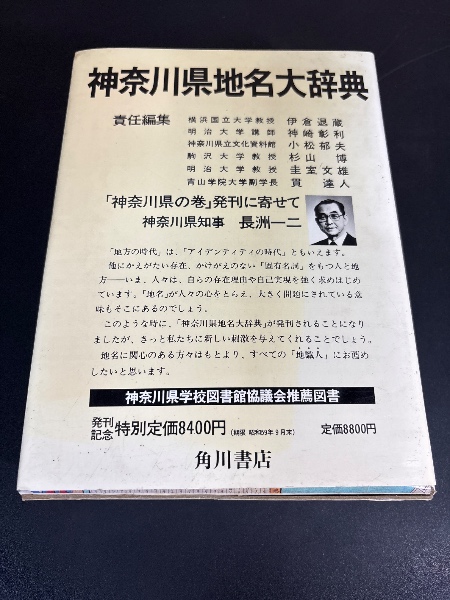 神奈川県地名大辞典
責任編集
横浜国立大学教授 伊倉退蔵
明治大学講師 神崎彰利
神奈川県立文化資料館 小松郁夫
駒沢大学教授 杉山 博
明治大学教授 圭室文雄
青山学院大学副学長 貫 達人
「神奈川県の巻」発刊に寄せて
神奈川県知事 長洲一二
「地方の時代」は、「アイデンティティの時代」ともいえます。
他にかえがたい存在、かけがえのない「固有名詞」をもつ人と地
方——いま、人々は、自らの存在理由や自己実現を強く求めはじ
めています。「地名」が人々の心をとらえ、大きく開始にされている意
味もそこにあるのでしょう。
このような時に、「神奈川県地名大辞典」が発刊されることになり
ましたが、きっと私たちに新しい刺激を与えてくれることでしょう。
地名に関心のある方々はもとより、すべての「地職人」にお薦め
したいと思います。
神奈川県学校図書館協議会推薦図書
発刊記念 特別定価8400円 (期限 昭和59年9月末) 定価8800円
角川書店